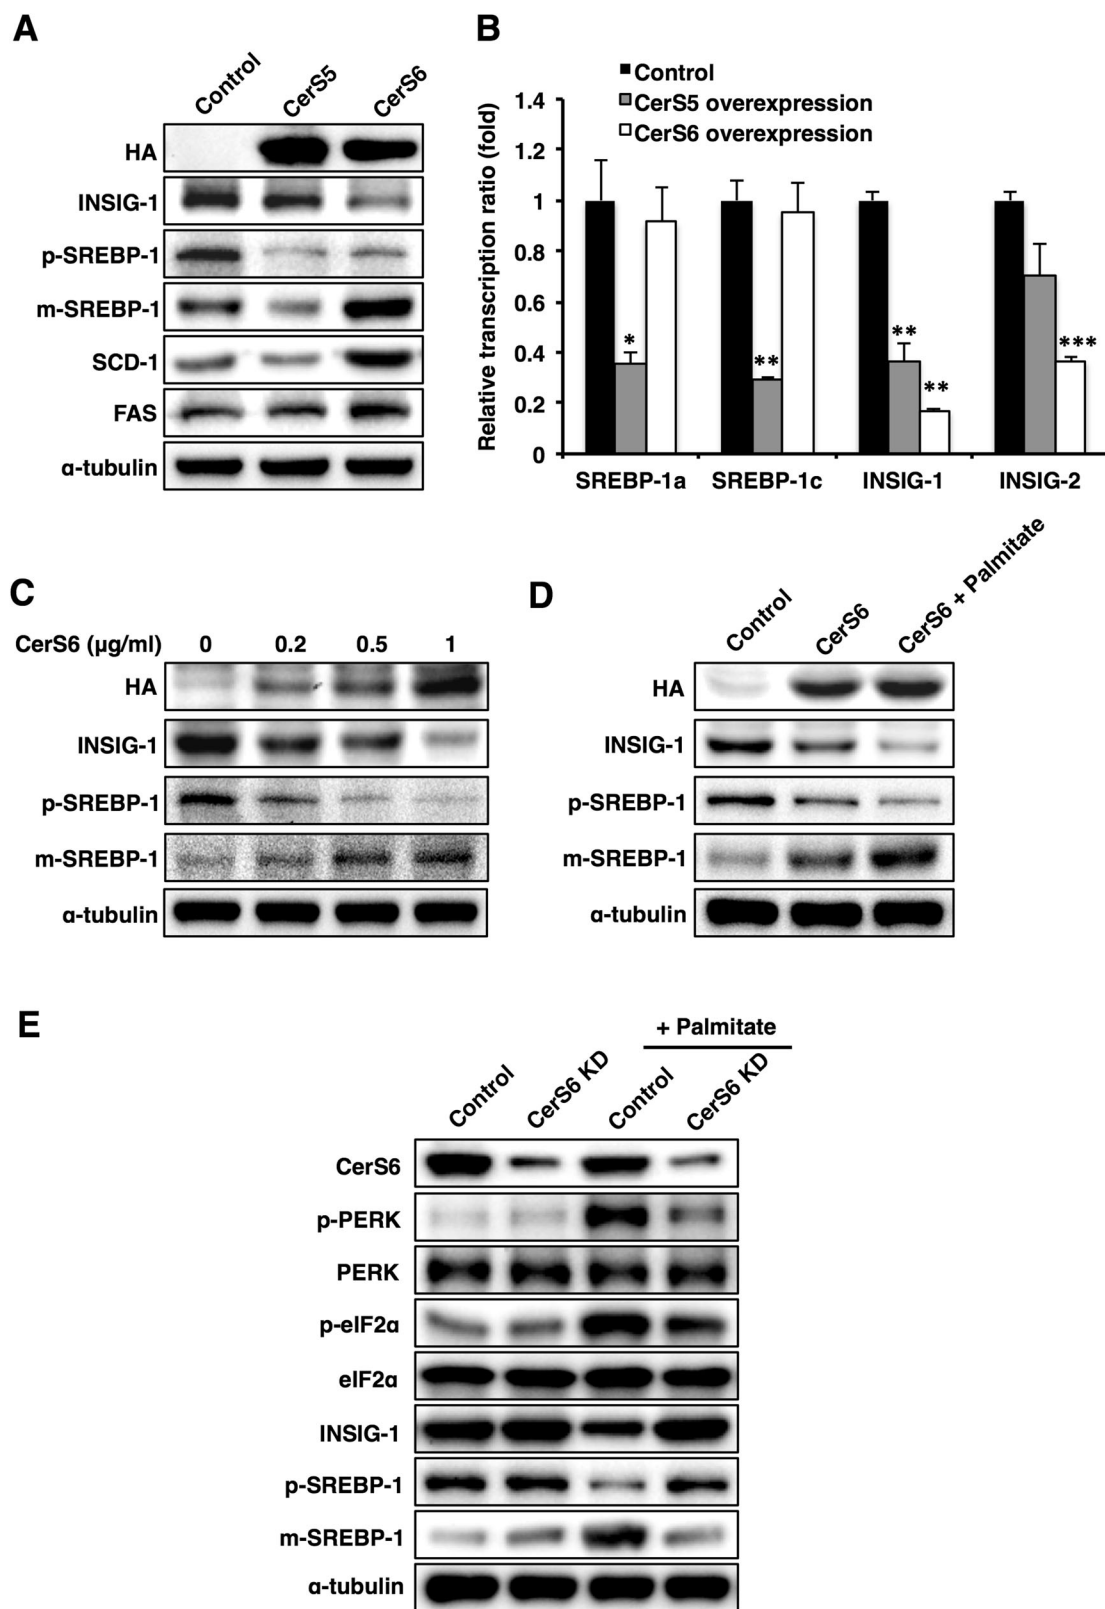 A
Control
CerS5
CerS6
HA
INSIG-1
p-SREBP-1
m-SREBP-1
SCD-1
FAS
α-tubulin
B
Control
CerS5 overexpression
CerS6 overexpression
Relative transcription ratio (fold)
1.4
1.2
1
0.8
0.6
0.4
0.2
0
*
**
**
**
***
SREBP-1a
SREBP-1c
INSIG-1
INSIG-2
C
CerS6 (μg/ml) 0 0.2 0.5 1
HA
INSIG-1
p-SREBP-1
m-SREBP-1
α-tubulin
D
Control
CerS6
CerS6 + Palmitate
HA
INSIG-1
p-SREBP-1
m-SREBP-1
α-tubulin
E
+ Palmitate
Control
CerS6 KD
Control
CerS6 KD
CerS6
p-PERK
PERK
p-eIF2α
eIF2α
INSIG-1
p-SREBP-1
m-SREBP-1
α-tubulin